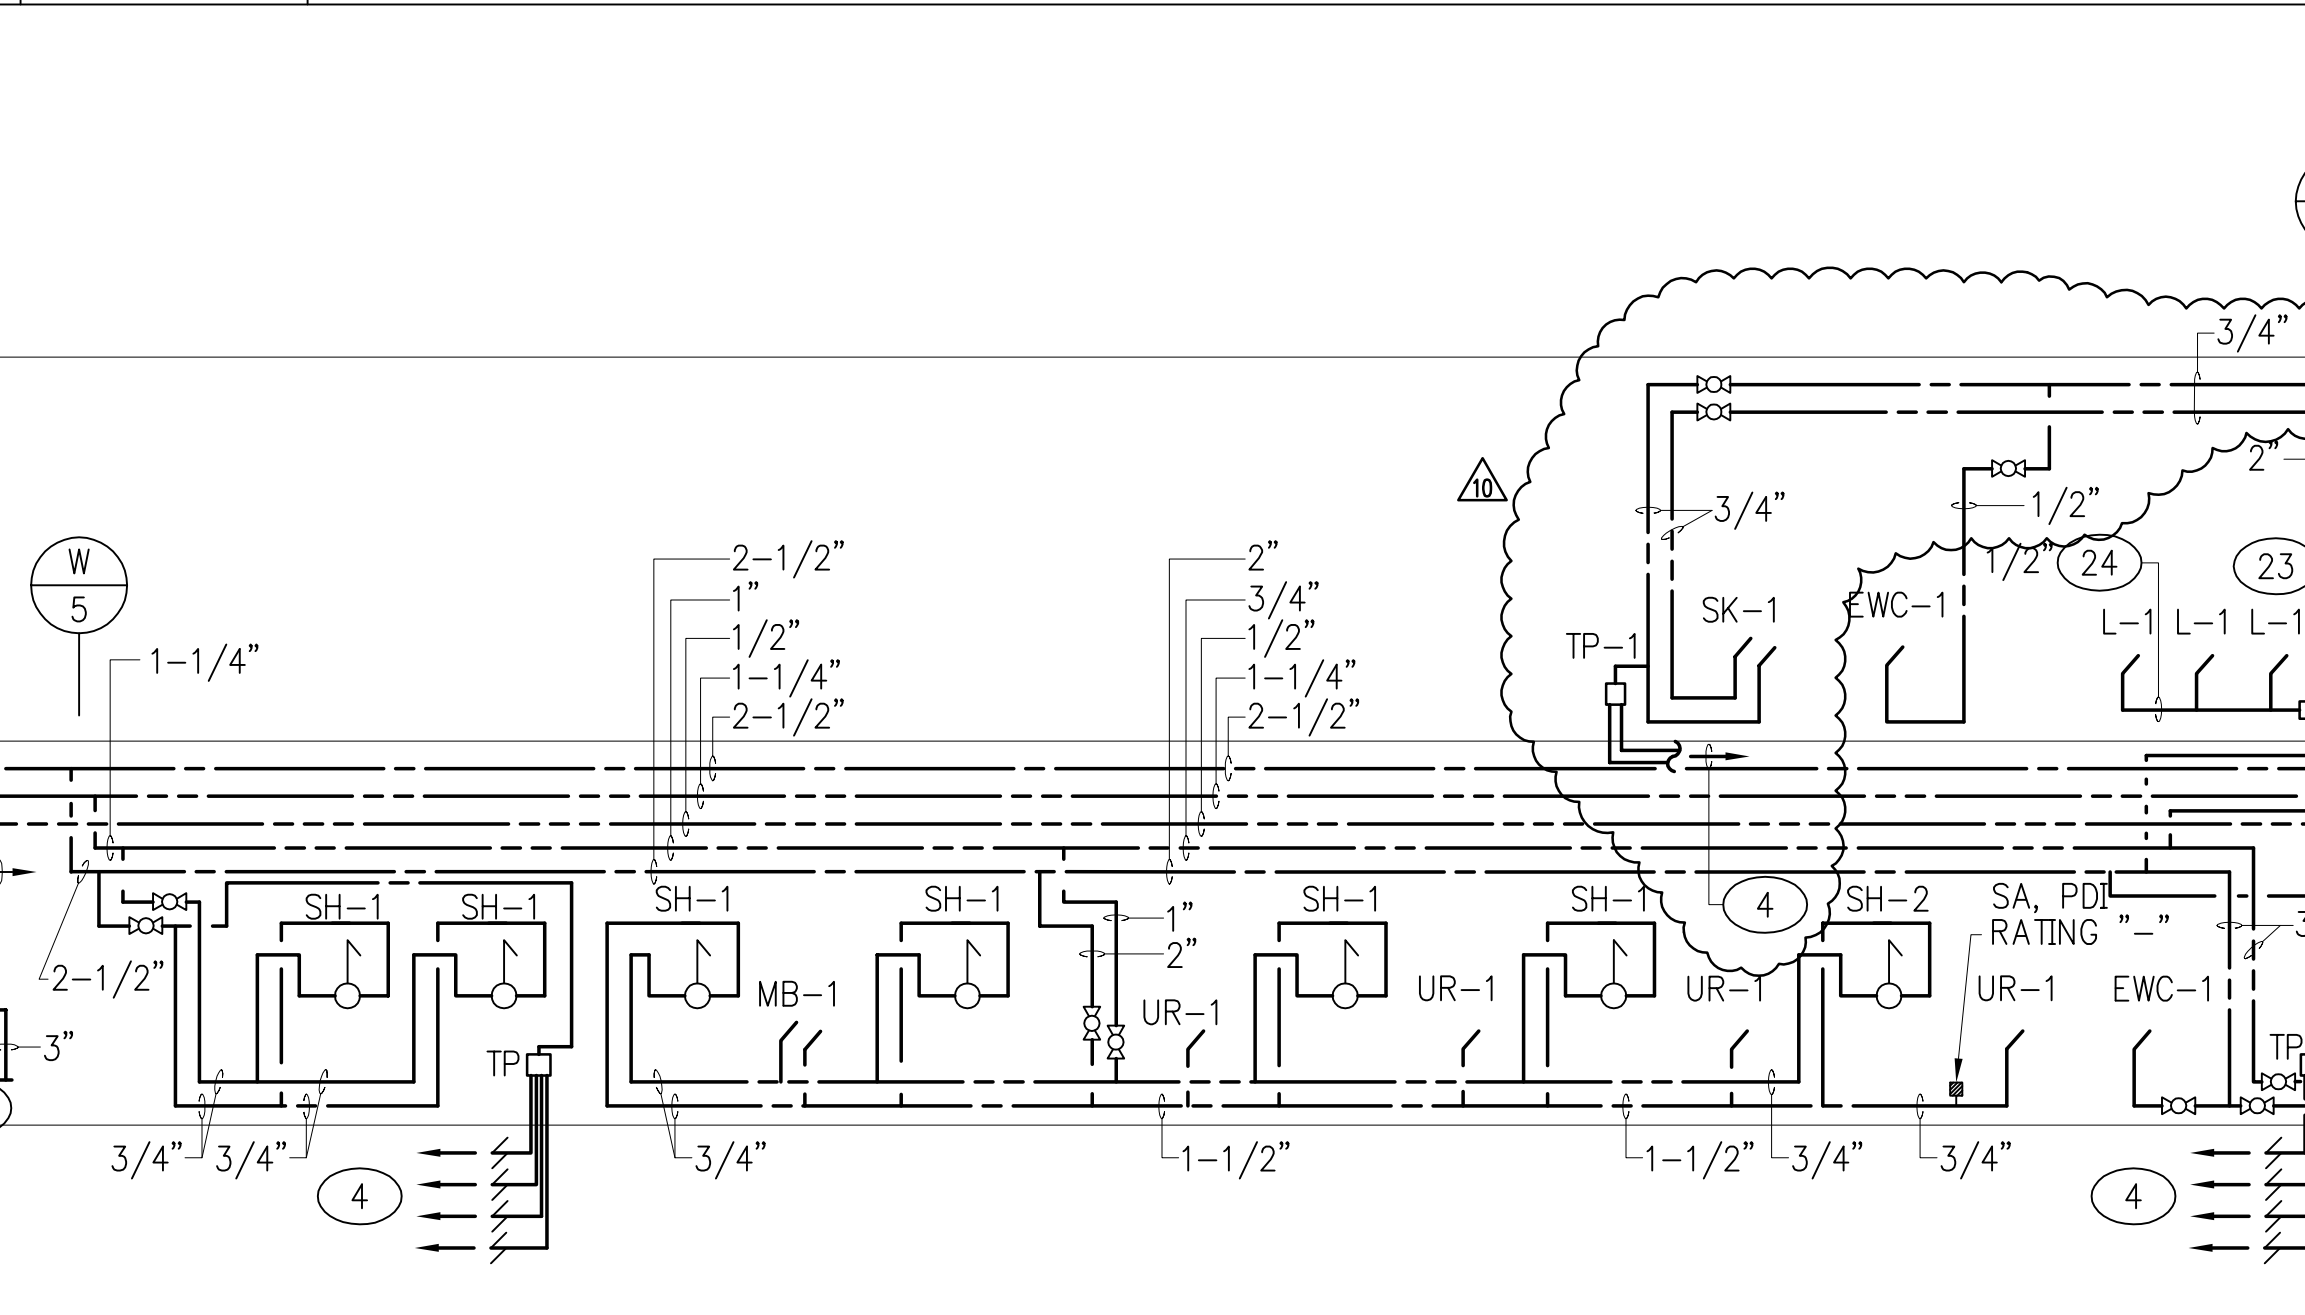 3/4”
2”
10
3/4”
1/2”
W
5
2-1/2”
2”
1/2”
24
23
1”
3/4”
SK-1
EWC-1
L-1
L-1
L-1
1/2”
1/2”
TP-1
1-1/4”
1-1/4”
1-1/4”
2-1/2”
2-1/2”
SH-1
SH-1
SH-1
SH-1
SH-1
SH-1
4
SH-2
SA, PDI
RATING "-"
1”
2”
2-1/2”
MB-1
UR-1
UR-1
UR-1
UR-1
EWC-1
3”
TP
TP
3/4”
3/4”
3/4”
1-1/2”
1-1/2”
3/4”
3/4”
4
4